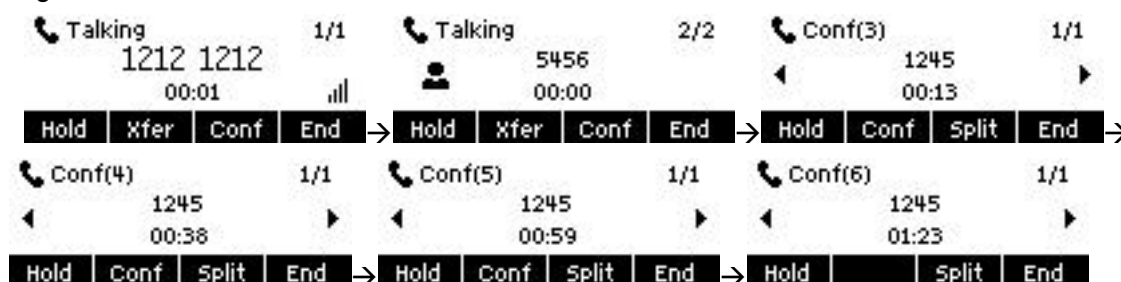 Talking 1/1
1212 1212
00:01
Hold Xfer Conf End →
Talking 2/2
5456
00:00
Hold Xfer Conf End →
Conf(3) 1/1
1245
00:13
Hold Conf Split End →
Conf(4) 1/1
1245
00:38
Hold Conf Split End →
Conf(5) 1/1
1245
00:59
Hold Conf Split End →
Conf(6) 1/1
1245
01:23
Hold Split End